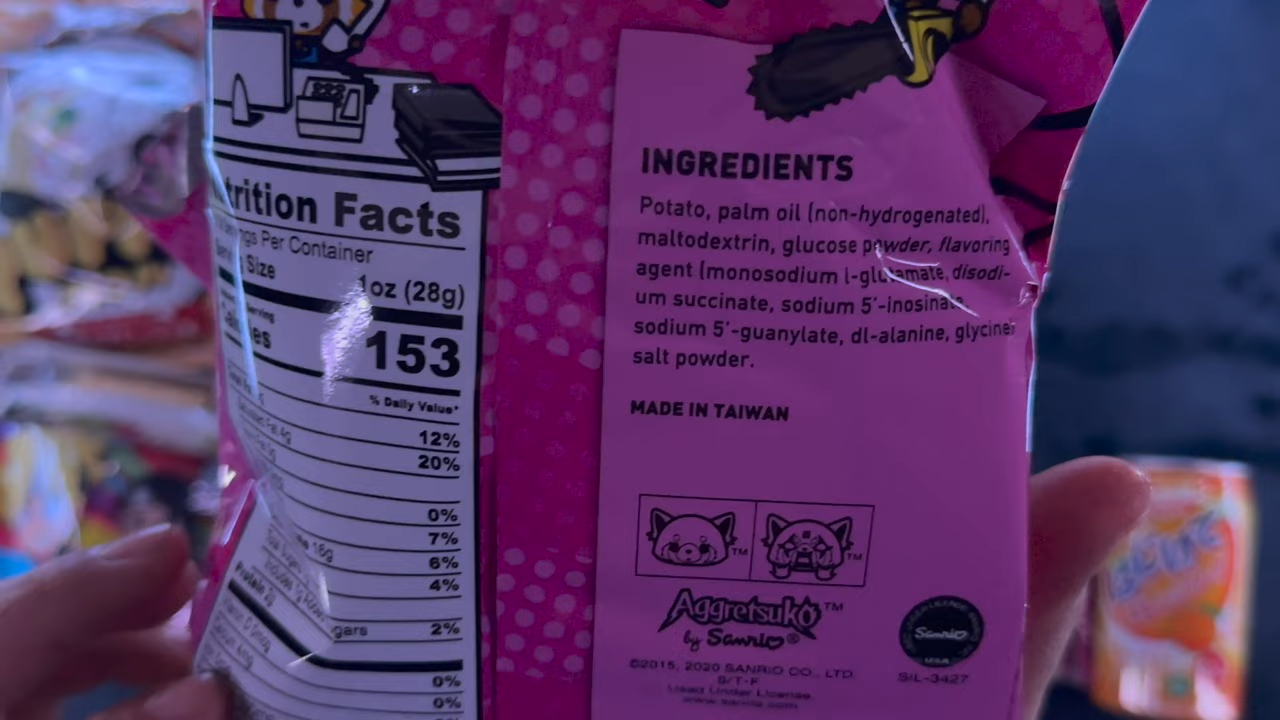 trition Facts
Per Container
Size
1oz (28g)
153
% Daily Value*
12%
20%
0%
7%
6%
4%
2%
0%
0%
INGREDIENTS
Potato, palm oil (non-hydrogenated),
maltodextrin, glucose powder, flavoring
agent (monosodium l-glutamate, disodi-
um succinate, sodium 5'-inosinate,
sodium 5'-guanylate, dl-alanine, glycine)
salt powder.
MADE IN TAIWAN
TM
TM
Aggretsuko™
by Sanrio®
©2015, 2020 SANRIO CO., LTD.
S/T-F
Used Under License.
www.sanrio.com
Sanrio
SIL-3427